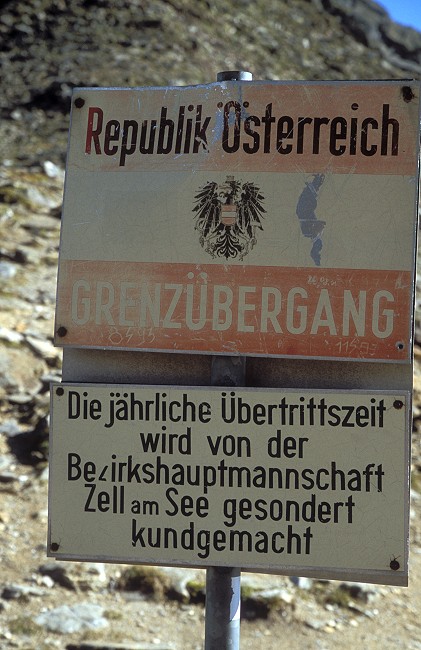 Republik Österreich
GRENZÜBERGANG
Die jährliche Übertrittszeit
wird von der
Bezirkshauptmannschaft
Zell am See gesondert
kundgemacht